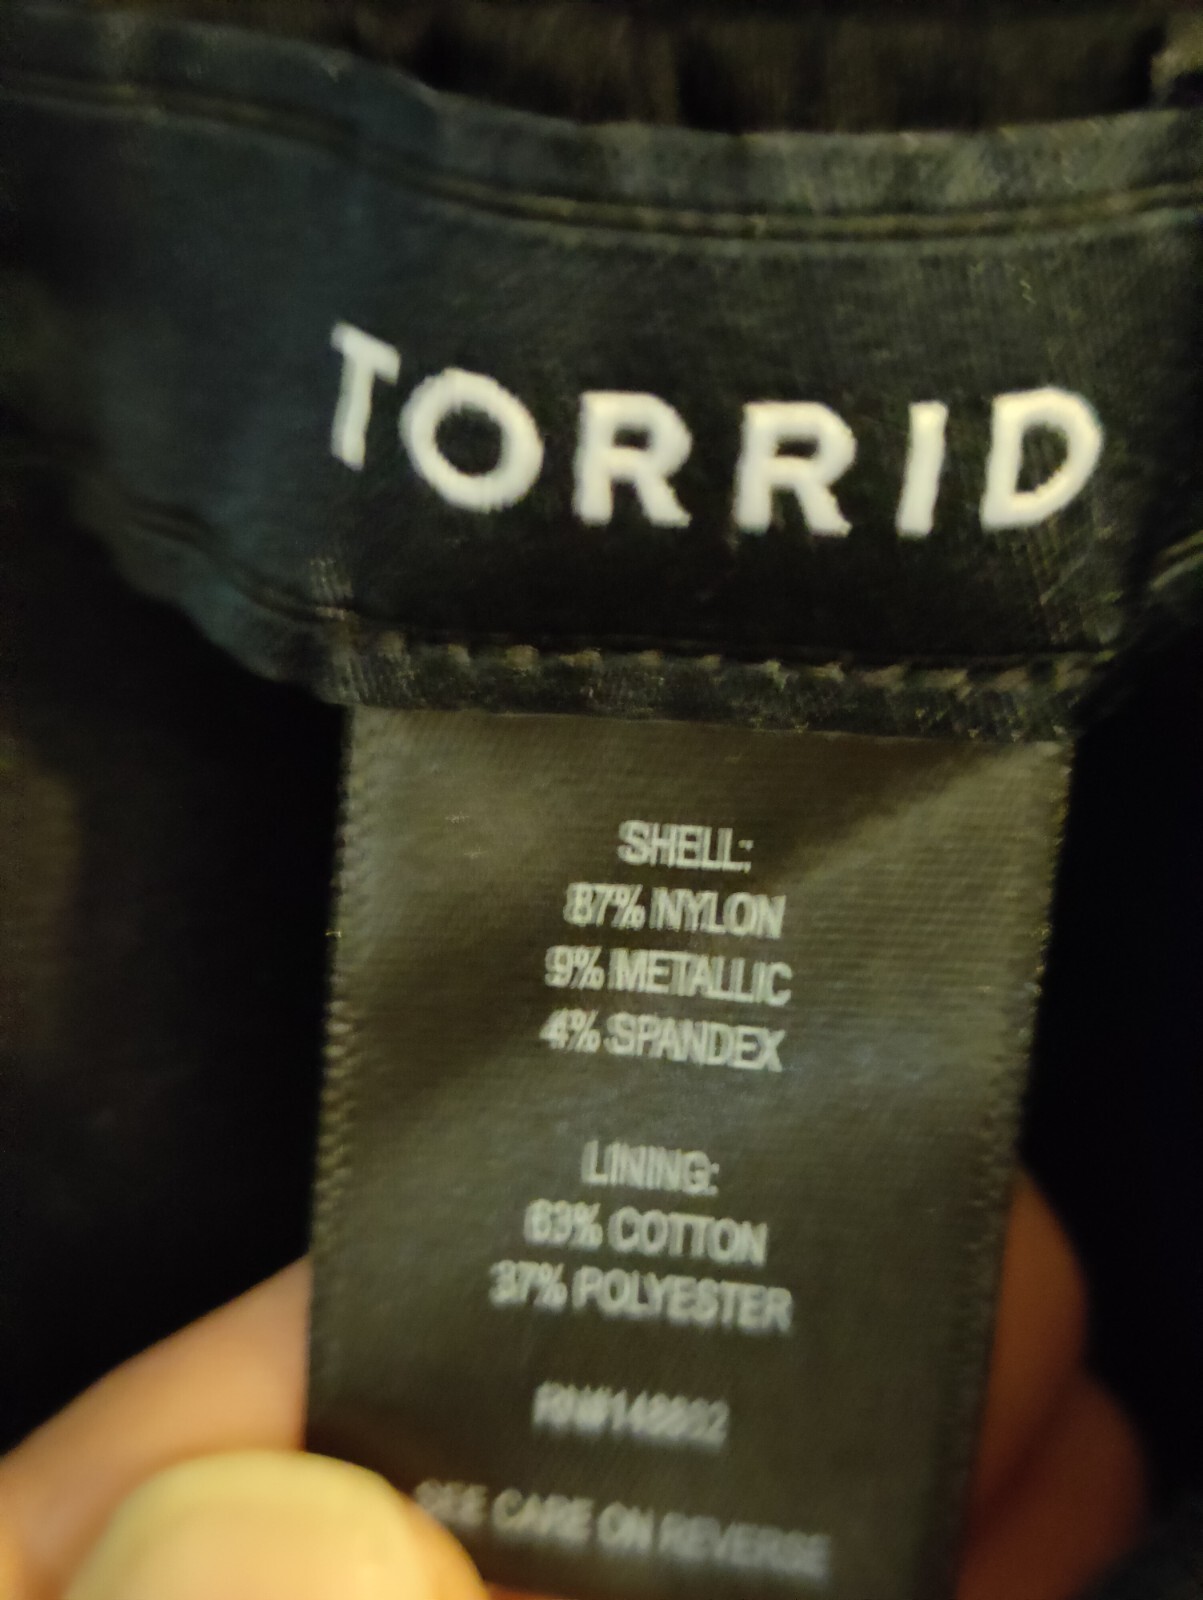 TORRID
SHELL:
87% NYLON
9% METALLIC
4% SPANDEX
LINING:
63% COTTON
37% POLYESTER
SEE CARE ON REVERSE